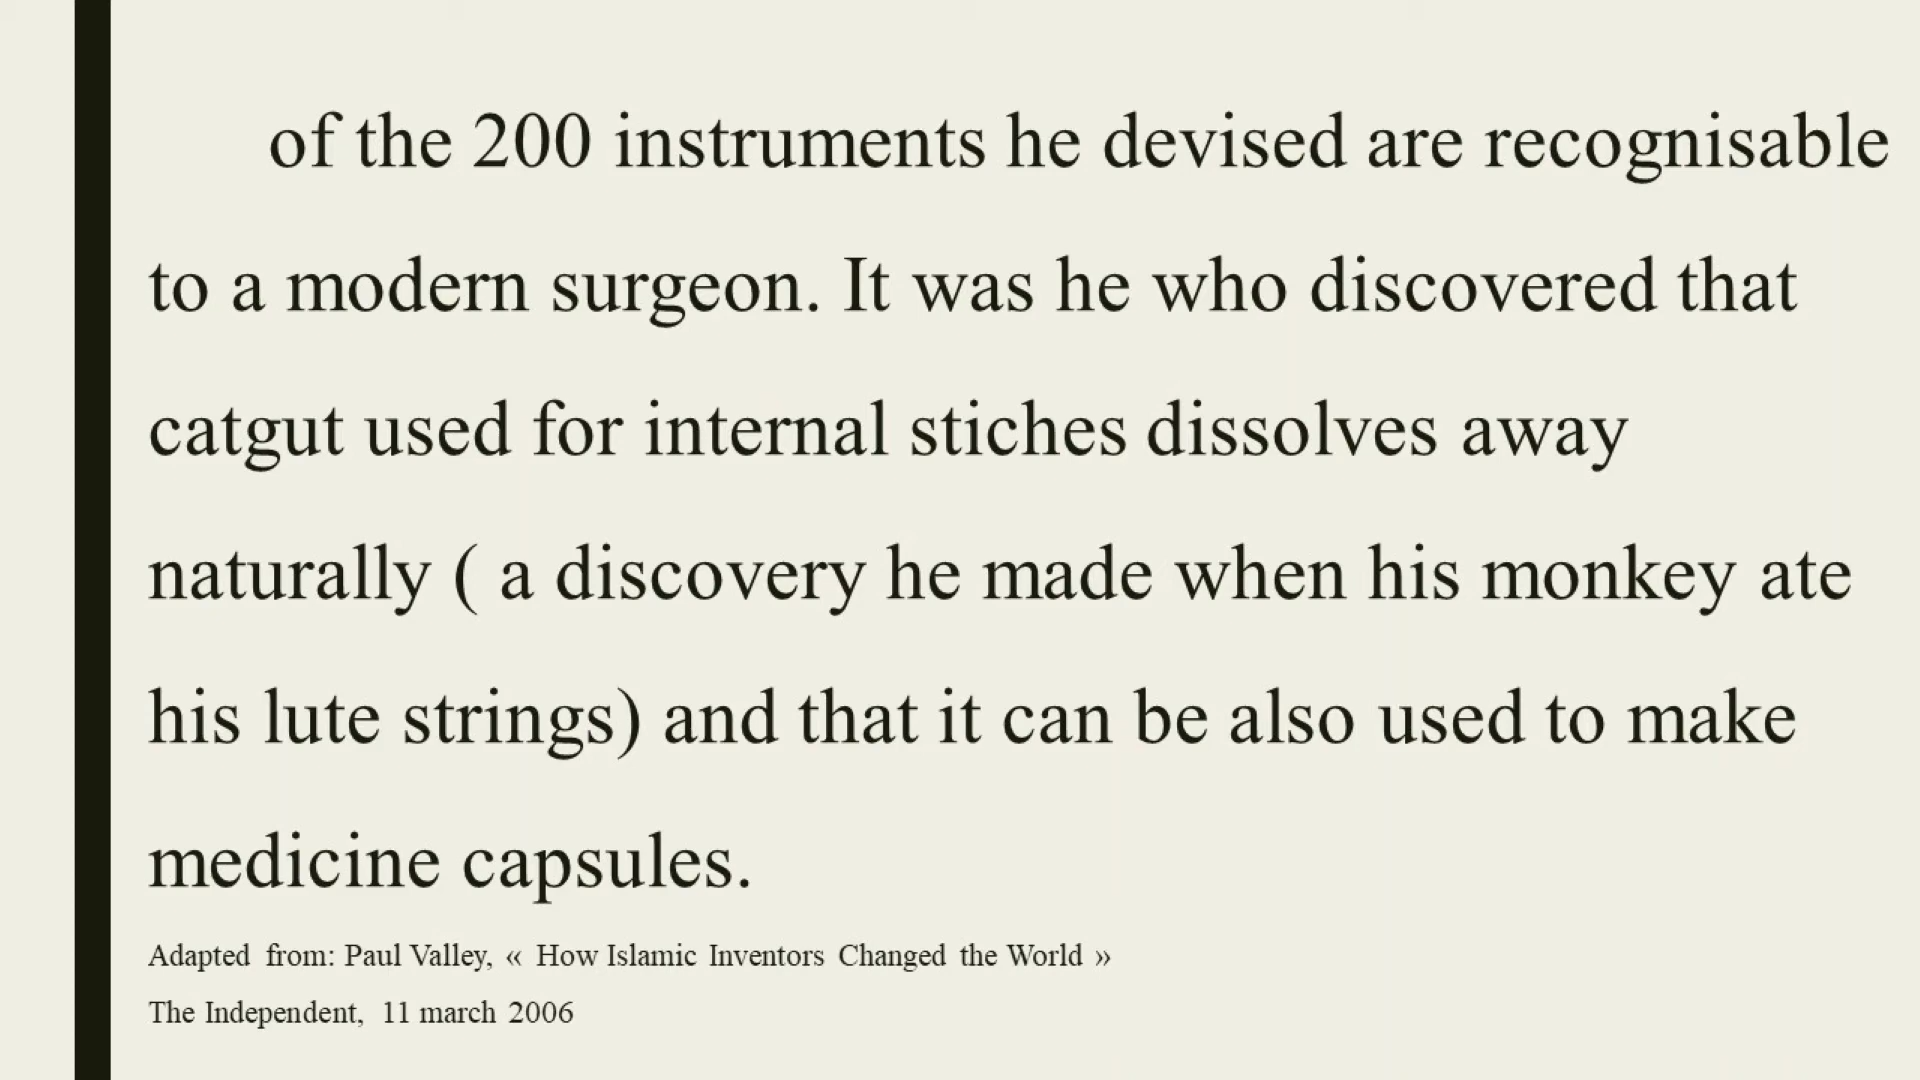 of the 200 instruments he devised are recognisable
to a modern surgeon. It was he who discovered that
catgut used for internal stiches dissolves away
naturally ( a discovery he made when his monkey ate
his lute strings) and that it can be also used to make
medicine capsules.
Adapted from: Paul Valley, « How Islamic Inventors Changed the World »
The Independent, 11 march 2006